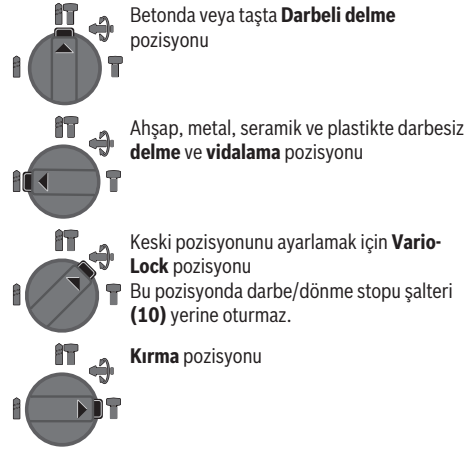 Betonda veya taşta Darbeli delme
pozisyonu
Ahşap, metal, seramik ve plastikte darbesiz
delme ve vidalama pozisyonu
Keski pozisyonunu ayarlamak için Vario-
Lock pozisyonu
Bu pozisyonda darbe/dönme stopu şalteri
(10) yerine oturmaz.
Kırma pozisyonu